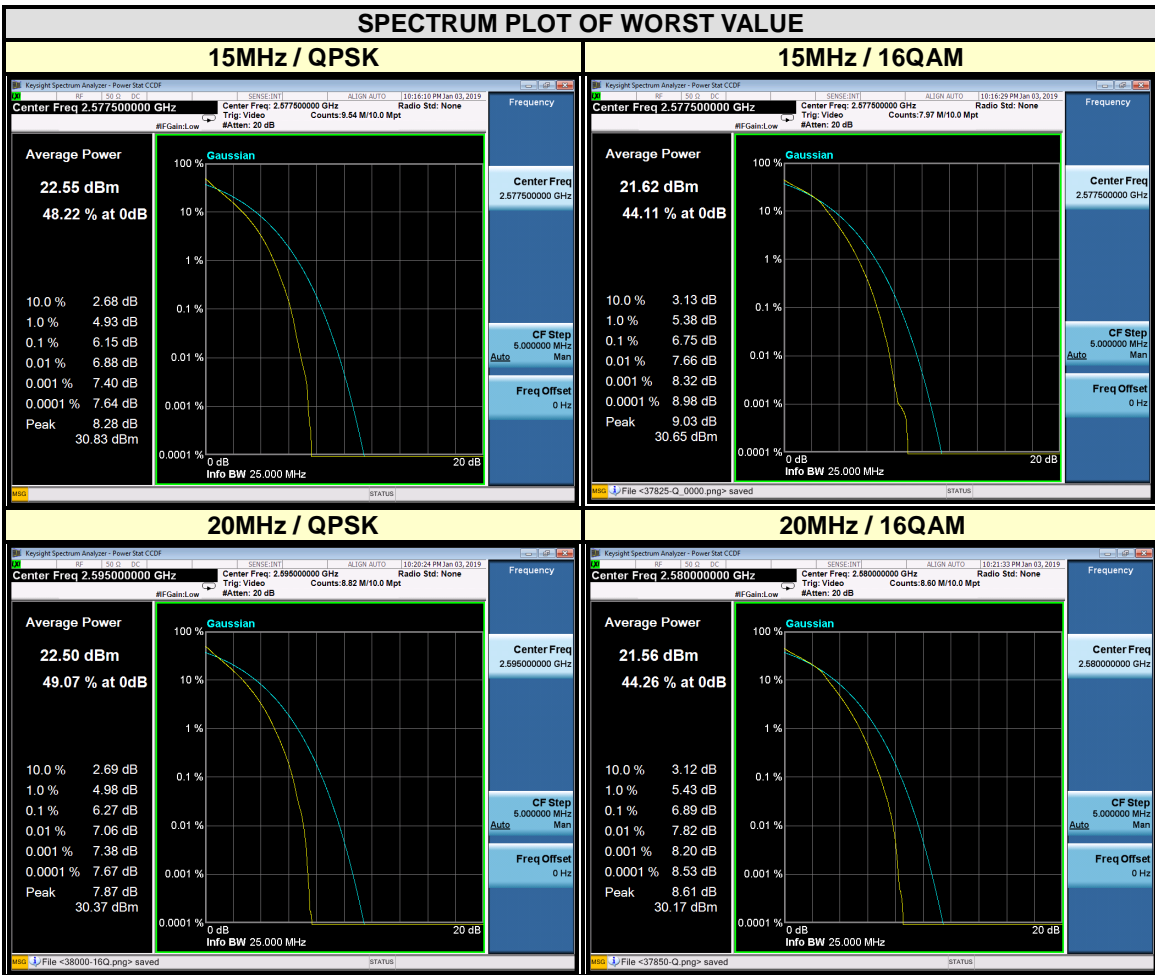 SPECTRUM PLOT OF WORST VALUE
15MHz / QPSK
Keysight Spectrum Analyzer - Power Stat CCDF
RF 50 Ω DC SENSE:INT ALIGN AUTO 10:16:10 PM Jan 03, 2019
Center Freq 2.577500000 GHz
Center Freq: 2.577500000 GHz Radio Std: None
Trig: Video Counts:9.54 M/10.0 Mpt
#IFGain:Low #Atten: 20 dB
Average Power
22.55 dBm
48.22 % at 0dB
10.0 % 2.68 dB
1.0 % 4.93 dB
0.1 % 6.15 dB
0.01 % 6.88 dB
0.001 % 7.40 dB
0.0001 % 7.64 dB
Peak 8.28 dB
30.83 dBm
Gaussian
100 %
10 %
1 %
0.1 %
0.01 %
0.001 %
0.0001 %
0 dB 20 dB
Info BW 25.000 MHz
Frequency
Center Freq
2.577500000 GHz
CF Step
5.000000 MHz
Auto Man
Freq Offset
0 Hz
MSG STATUS
15MHz / 16QAM
Keysight Spectrum Analyzer - Power Stat CCDF
RF 50 Ω DC SENSE:INT ALIGN AUTO 10:16:29 PM Jan 03, 2019
Center Freq 2.577500000 GHz
Center Freq: 2.577500000 GHz Radio Std: None
Trig: Video Counts:7.97 M/10.0 Mpt
#IFGain:Low #Atten: 20 dB
Average Power
21.62 dBm
44.11 % at 0dB
10.0 % 3.13 dB
1.0 % 5.38 dB
0.1 % 6.75 dB
0.01 % 7.66 dB
0.001 % 8.32 dB
0.0001 % 8.98 dB
Peak 9.03 dB
30.65 dBm
Gaussian
100 %
10 %
1 %
0.1 %
0.01 %
0.001 %
0.0001 %
0 dB 20 dB
Info BW 25.000 MHz
Frequency
Center Freq
2.577500000 GHz
CF Step
5.000000 MHz
Auto Man
Freq Offset
0 Hz
MSG File <37825-Q_0000.png> saved STATUS
20MHz / QPSK
Keysight Spectrum Analyzer - Power Stat CCDF
RF 50 Ω DC SENSE:INT ALIGN AUTO 10:20:24 PM Jan 03, 2019
Center Freq 2.595000000 GHz
Center Freq: 2.595000000 GHz Radio Std: None
Trig: Video Counts:8.82 M/10.0 Mpt
#IFGain:Low #Atten: 20 dB
Average Power
22.50 dBm
49.07 % at 0dB
10.0 % 2.69 dB
1.0 % 4.98 dB
0.1 % 6.27 dB
0.01 % 7.06 dB
0.001 % 7.38 dB
0.0001 % 7.67 dB
Peak 7.87 dB
30.37 dBm
Gaussian
100 %
10 %
1 %
0.1 %
0.01 %
0.001 %
0.0001 %
0 dB 20 dB
Info BW 25.000 MHz
Frequency
Center Freq
2.595000000 GHz
CF Step
5.000000 MHz
Auto Man
Freq Offset
0 Hz
MSG File <38000-16Q.png> saved STATUS
20MHz / 16QAM
Keysight Spectrum Analyzer - Power Stat CCDF
RF 50 Ω DC SENSE:INT ALIGN AUTO 10:21:33 PM Jan 03, 2019
Center Freq 2.580000000 GHz
Center Freq: 2.580000000 GHz Radio Std: None
Trig: Video Counts:8.60 M/10.0 Mpt
#IFGain:Low #Atten: 20 dB
Average Power
21.56 dBm
44.26 % at 0dB
10.0 % 3.12 dB
1.0 % 5.43 dB
0.1 % 6.89 dB
0.01 % 7.82 dB
0.001 % 8.20 dB
0.0001 % 8.53 dB
Peak 8.61 dB
30.17 dBm
Gaussian
100 %
10 %
1 %
0.1 %
0.01 %
0.001 %
0.0001 %
0 dB 20 dB
Info BW 25.000 MHz
Frequency
Center Freq
2.580000000 GHz
CF Step
5.000000 MHz
Auto Man
Freq Offset
0 Hz
MSG File <37850-Q.png> saved STATUS